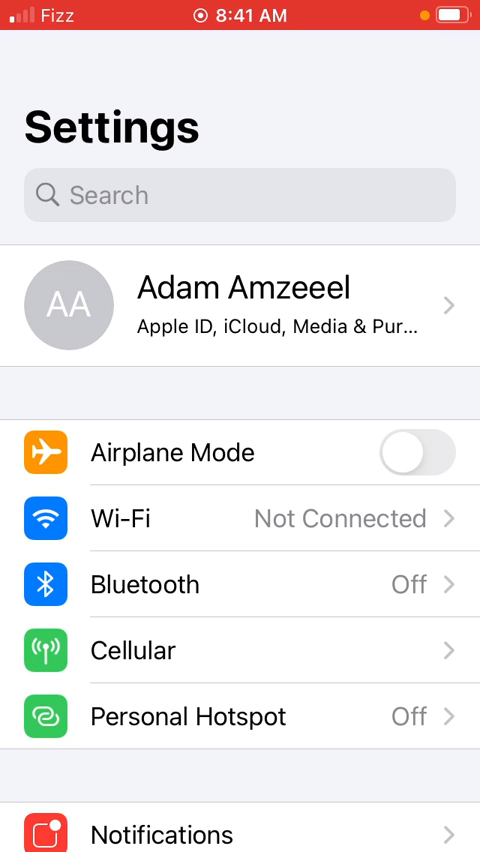 Fizz 8:41 AM
Settings
Search
AA
Adam Amzeeel
Apple ID, iCloud, Media & Pur...
Airplane Mode
Wi-Fi Not Connected
Bluetooth Off
Cellular
Personal Hotspot Off
Notifications